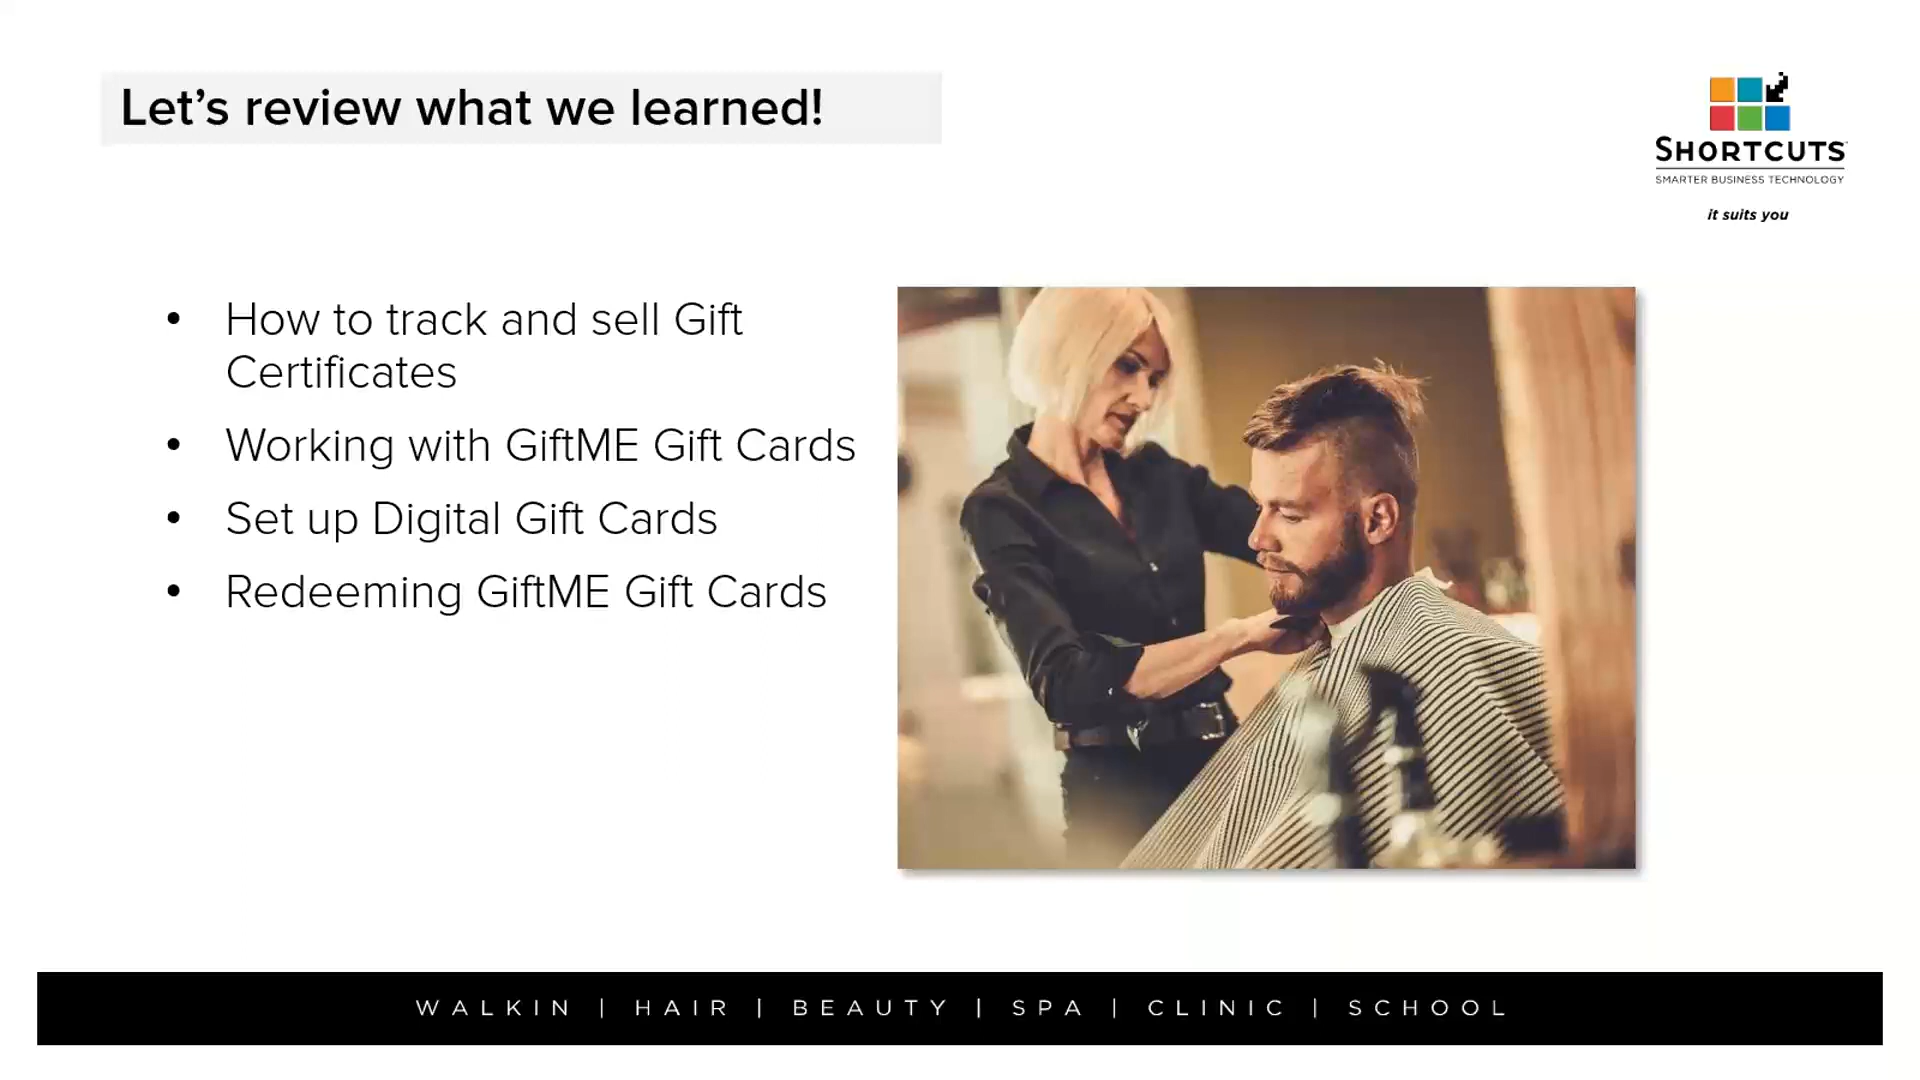 Let's review what we learned!
SHORTCUTS
SMARTER BUSINESS TECHNOLOGY
it suits you
• How to track and sell Gift
Certificates
• Working with GiftME Gift Cards
• Set up Digital Gift Cards
• Redeeming GiftME Gift Cards
WALKIN | HAIR | BEAUTY | SPA | CLINIC | SCHOOL